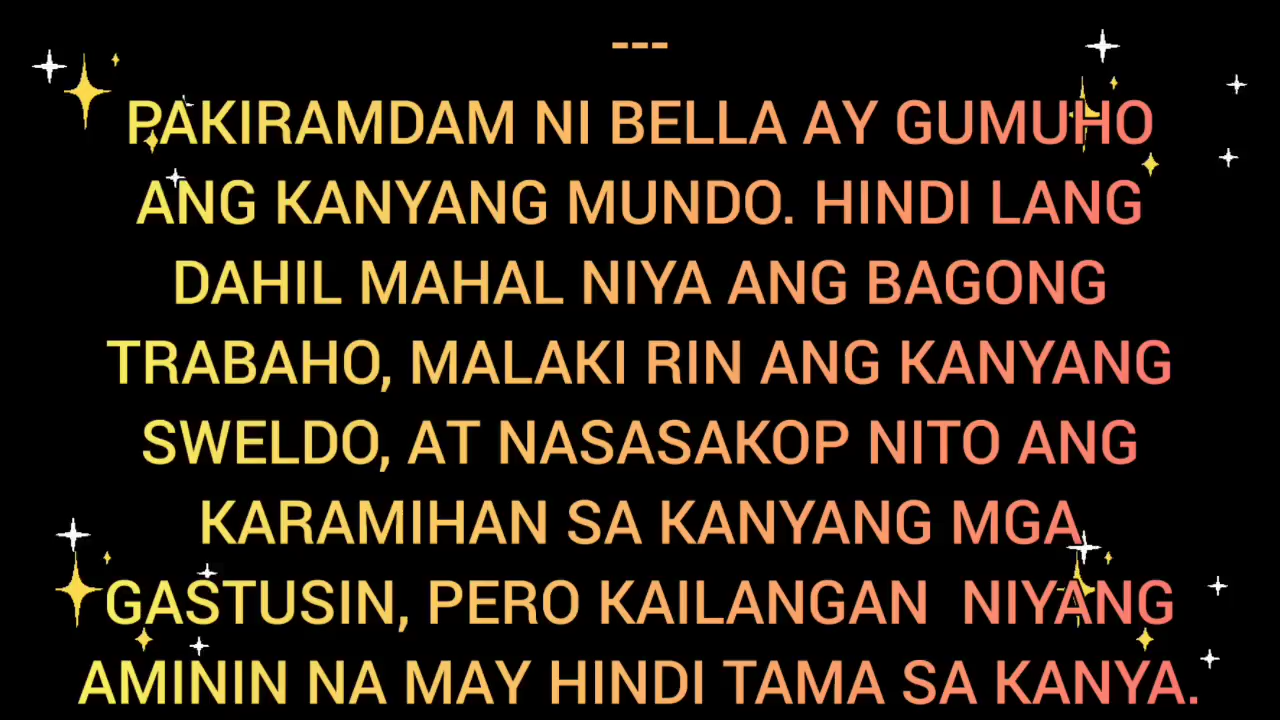 ---
PAKIRAMDAM NI BELLA AY GUMUHO
ANG KANYANG MUNDO. HINDI LANG
DAHIL MAHAL NIYA ANG BAGONG
TRABAHO, MALAKI RIN ANG KANYANG
SWELDO, AT NASASAKOP NITO ANG
KARAMIHAN SA KANYANG MGA
GASTUSIN, PERO KAILANGAN  NIYANG
AMININ NA MAY HINDI TAMA SA KANYA.